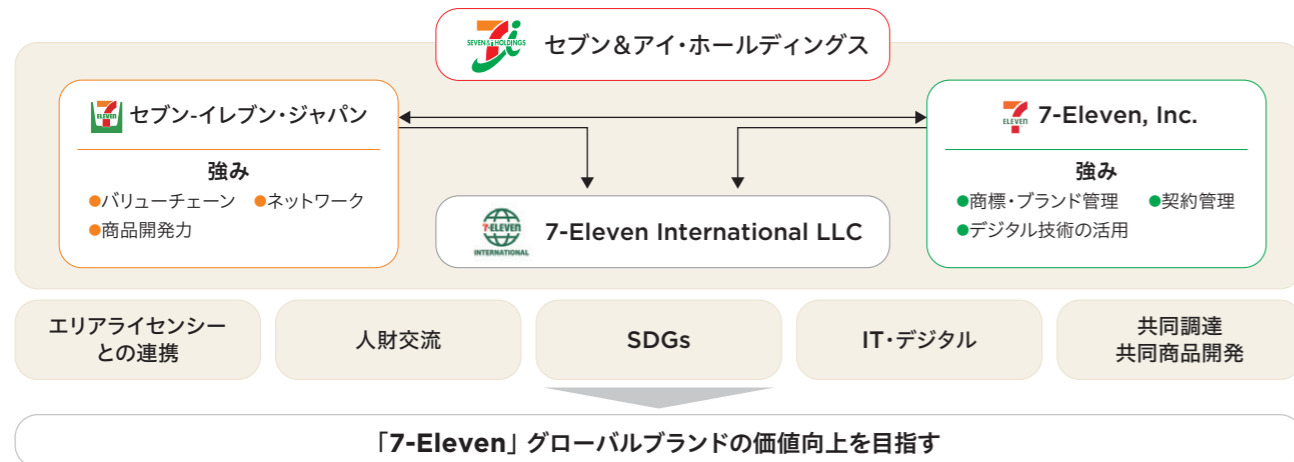 SEVEN & i HOLDINGS
セブン&アイ・ホールディングス
7
ELEVEN
セブン-イレブン・ジャパン
強み
●バリューチェーン ●ネットワーク
●商品開発力
7-ELEVEN
INTERNATIONAL
7-Eleven International LLC
7
ELEVEN
7-Eleven, Inc.
強み
●商標・ブランド管理 ●契約管理
●デジタル技術の活用
エリアライセンシー
との連携
人財交流
SDGs
IT・デジタル
共同調達
共同商品開発
「7-Eleven」グローバルブランドの価値向上を目指す